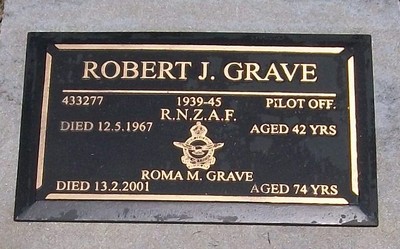 ROBERT J. GRAVE
433277 1939-45 PILOT OFF.
R.N.Z.A.F.
DIED 12.5.1967 AGED 42 YRS
ROMA M. GRAVE
DIED 13.2.2001 AGED 74 YRS